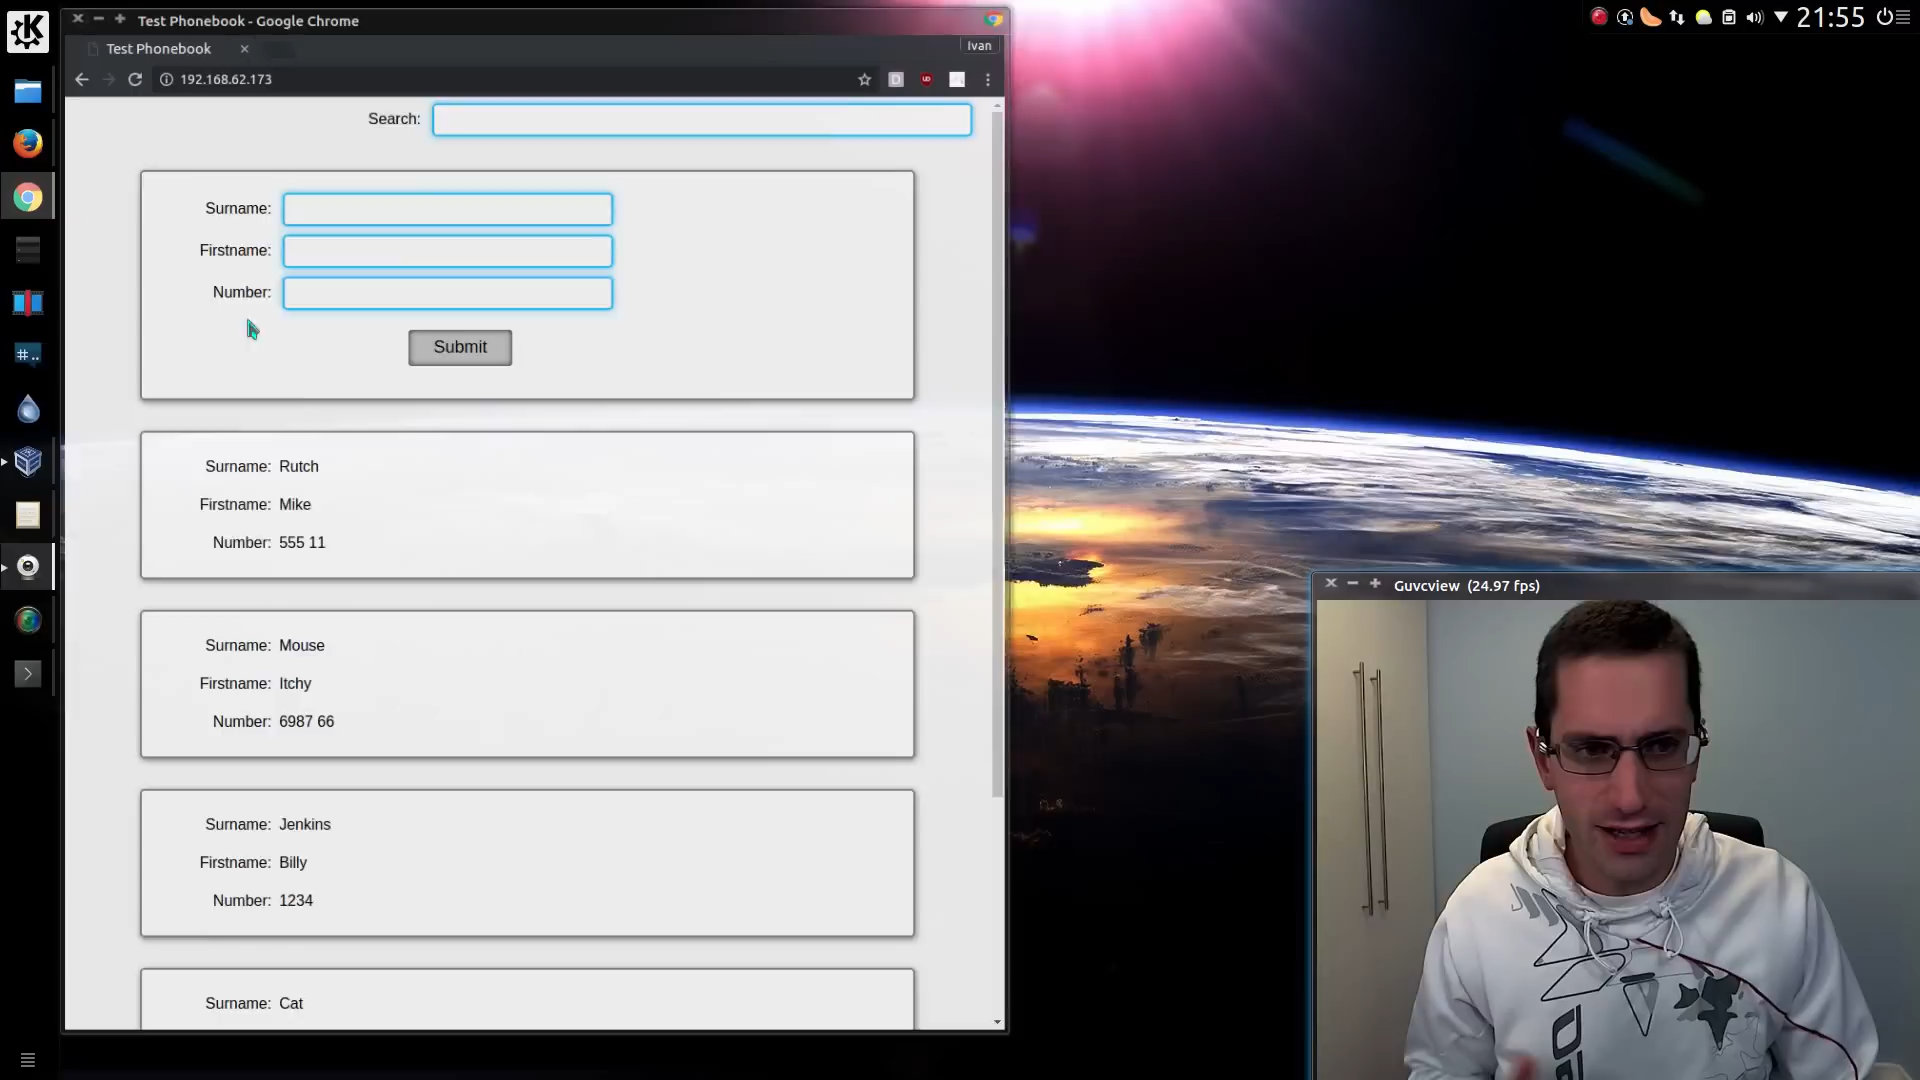 Test Phonebook - Google Chrome
21:55
Test Phonebook
Ivan
192.168.62.173
Search:
Surname:
Firstname:
Number:
Submit
Surname: Rutch
Firstname: Mike
Number: 555 11
Surname: Mouse
Firstname: Itchy
Number: 6987 66
Surname: Jenkins
Firstname: Billy
Number: 1234
Surname: Cat
Guvcview (24.97 fps)